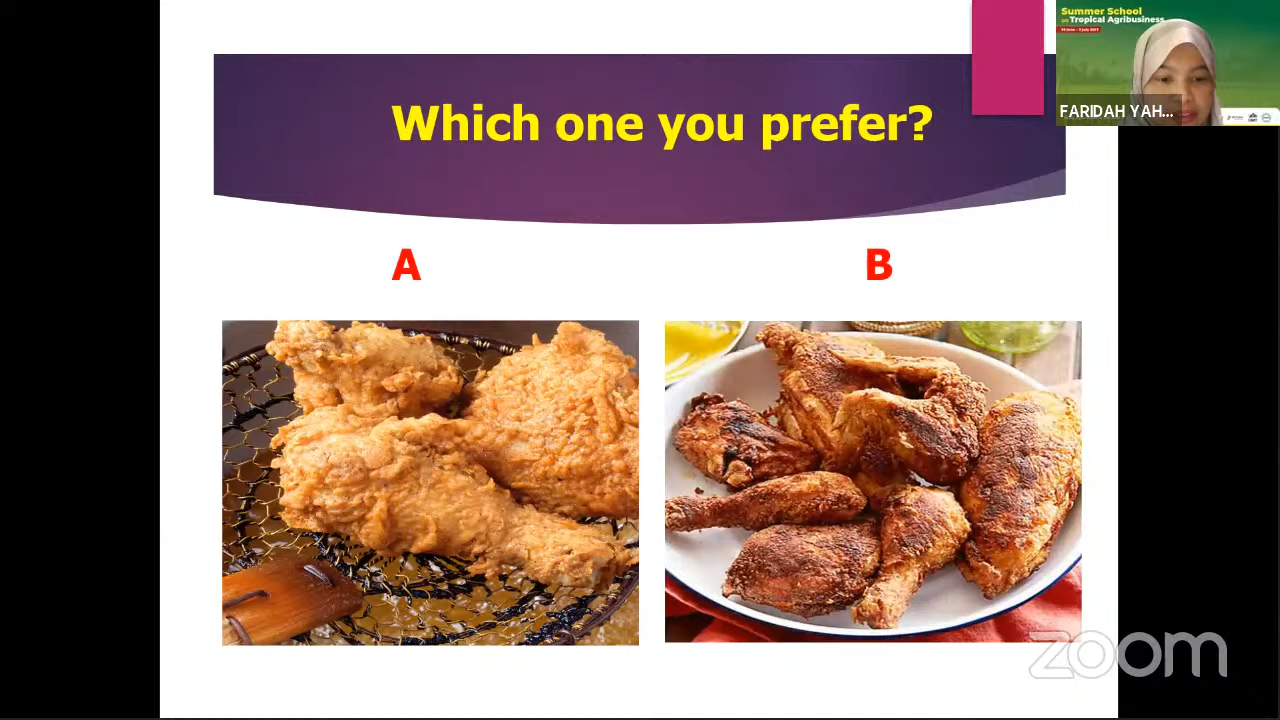 Which one you prefer?
A
B
Summer School
on Tropical Agribusiness
FARIDAH YAH...
zoom